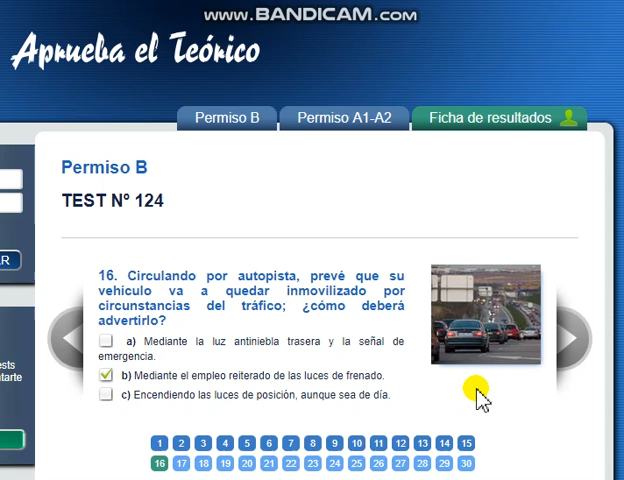 www.BANDICAM.com
Aprueba el Teórico
Permiso B Permiso A1-A2 Ficha de resultados
Permiso B
TEST Nº 124
AR
16. Circulando por autopista, prevé que su
vehículo va a quedar inmovilizado por
circunstancias del tráfico; ¿cómo deberá
advertirlo?
a) Mediante la luz antiniebla trasera y la señal de
emergencia.
b) Mediante el empleo reiterado de las luces de frenado.
c) Encendiendo las luces de posición, aunque sea de día.
ests
tarte
1 2 3 4 5 6 7 8 9 10 11 12 13 14 15
16 17 18 19 20 21 22 23 24 25 26 27 28 29 30